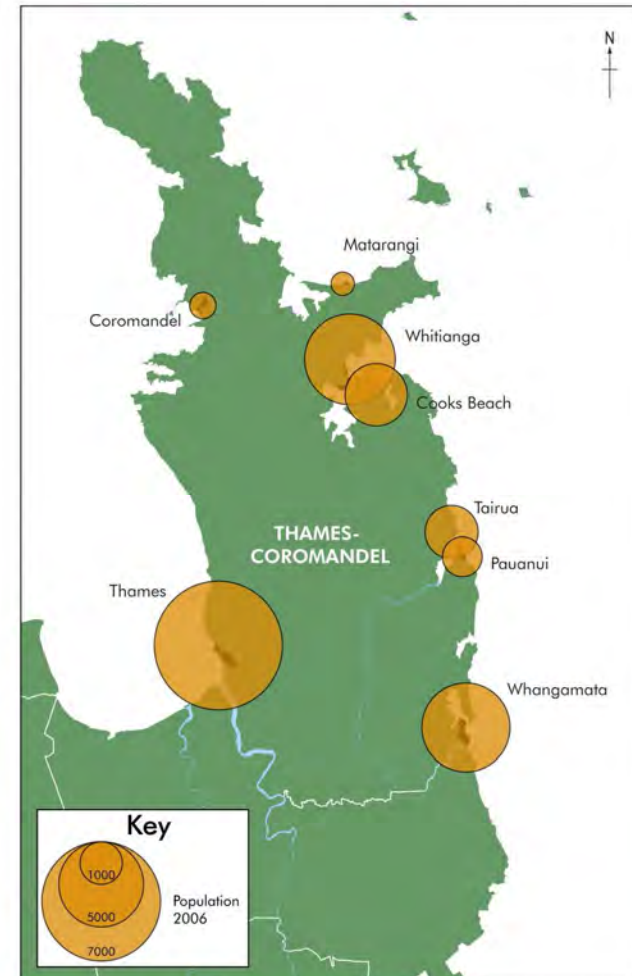 N
Matarangi
Coromandel
Whitianga
Cooks Beach
Tairua
THAMES-
COROMANDEL
Pauanui
Thames
Whangamata
Key
1000
Population
2006
5000
7000